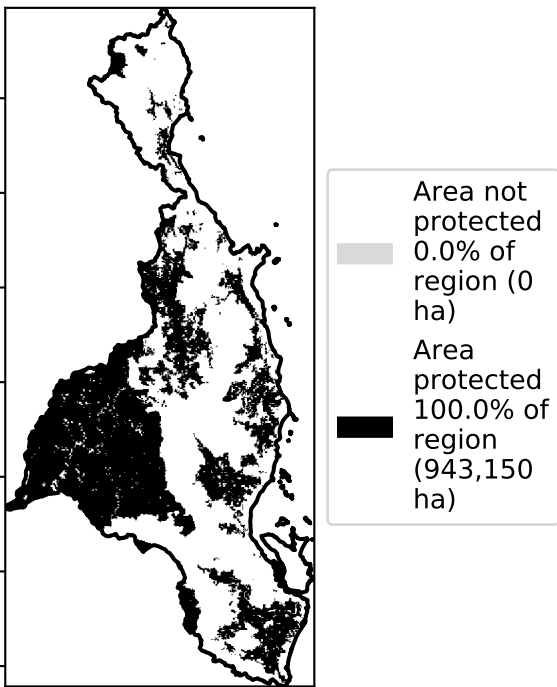 Area not
protected
0.0% of
region (0
ha)
Area
protected
100.0% of
region
(943,150
ha)